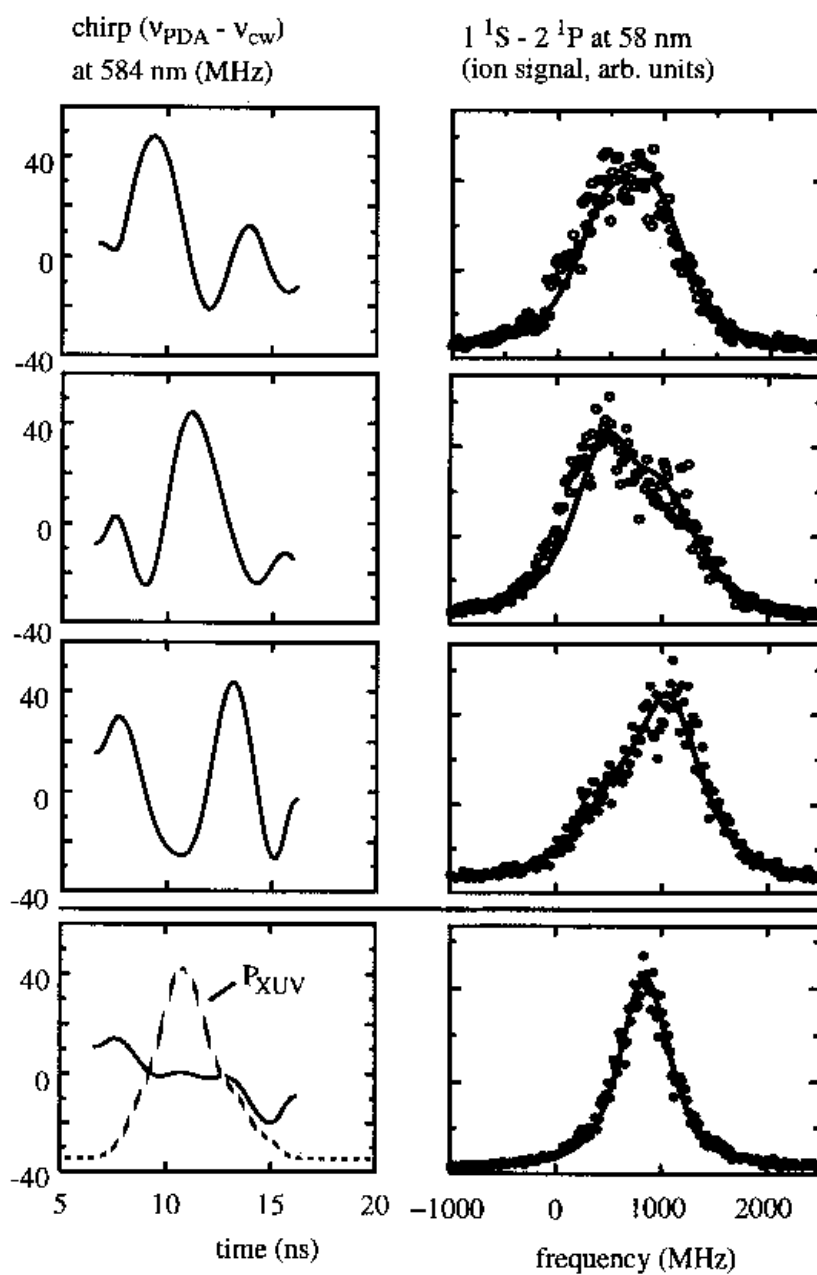 chirp (νPDA - νcw)
at 584 nm (MHz)
1 ¹S - 2 ¹P at 58 nm
(ion signal, arb. units)
40
0
-40
40
0
-40
40
0
-40
PXUV
40
0
-40
5 10 15 20
−1000 0 1000 2000
time (ns)
frequency (MHz)